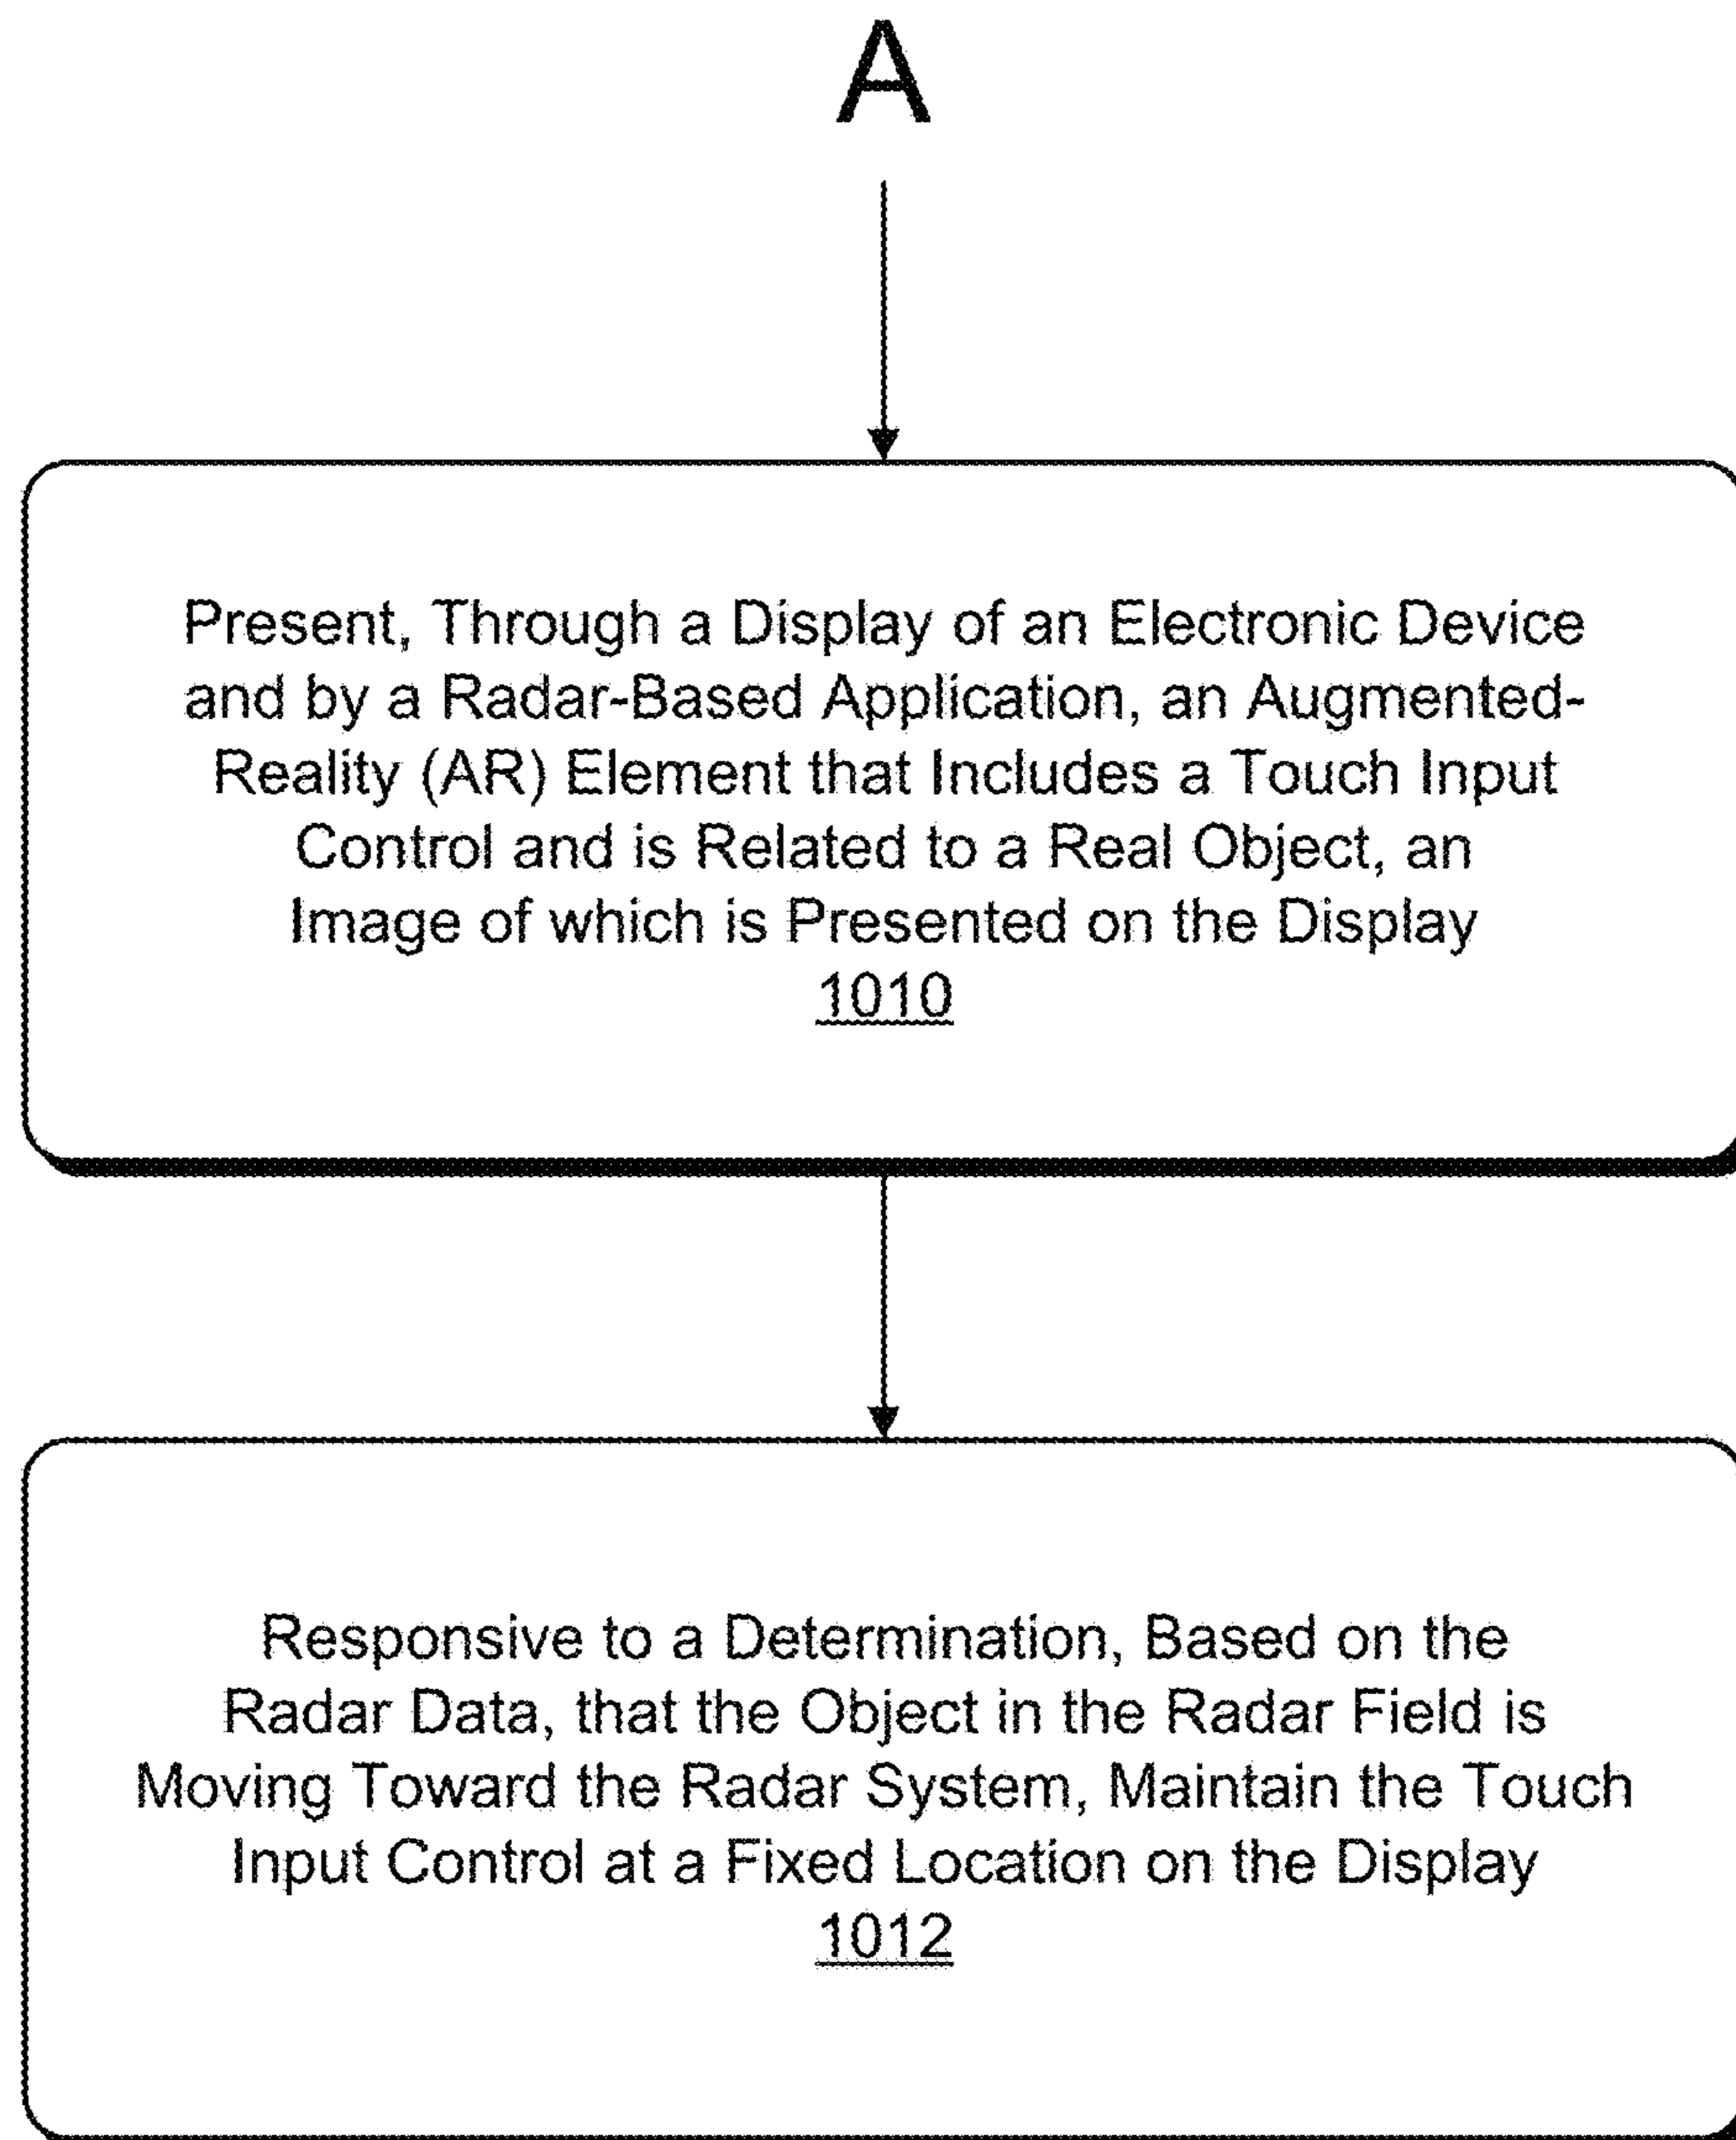 A
Present, Through a Display of an Electronic Device
and by a Radar-Based Application, an Augmented-
Reality (AR) Element that Includes a Touch Input
Control and is Related to a Real Object, an
Image of which is Presented on the Display
1010
Responsive to a Determination, Based on the
Radar Data, that the Object in the Radar Field is
Moving Toward the Radar System, Maintain the Touch
Input Control at a Fixed Location on the Display
1012